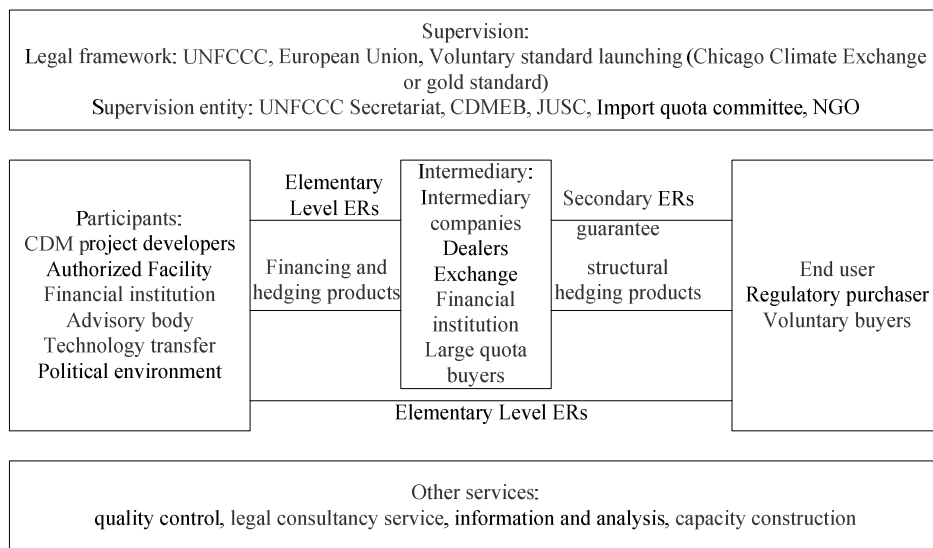 Supervision:
Legal framework: UNFCCC, European Union, Voluntary standard launching (Chicago Climate Exchange
or gold standard)
Supervision entity: UNFCCC Secretariat, CDMEB, JUSC, Import quota committee, NGO
Participants:
CDM project developers
Authorized Facility
Financial institution
Advisory body
Technology transfer
Political environment
Elementary
Level ERs
Financing and
hedging products
Intermediary:
Intermediary
companies
Dealers
Exchange
Financial
institution
Large quota
buyers
Secondary ERs
guarantee
structural
hedging products
End user
Regulatory purchaser
Voluntary buyers
Elementary Level ERs
Other services:
quality control, legal consultancy service, information and analysis, capacity construction